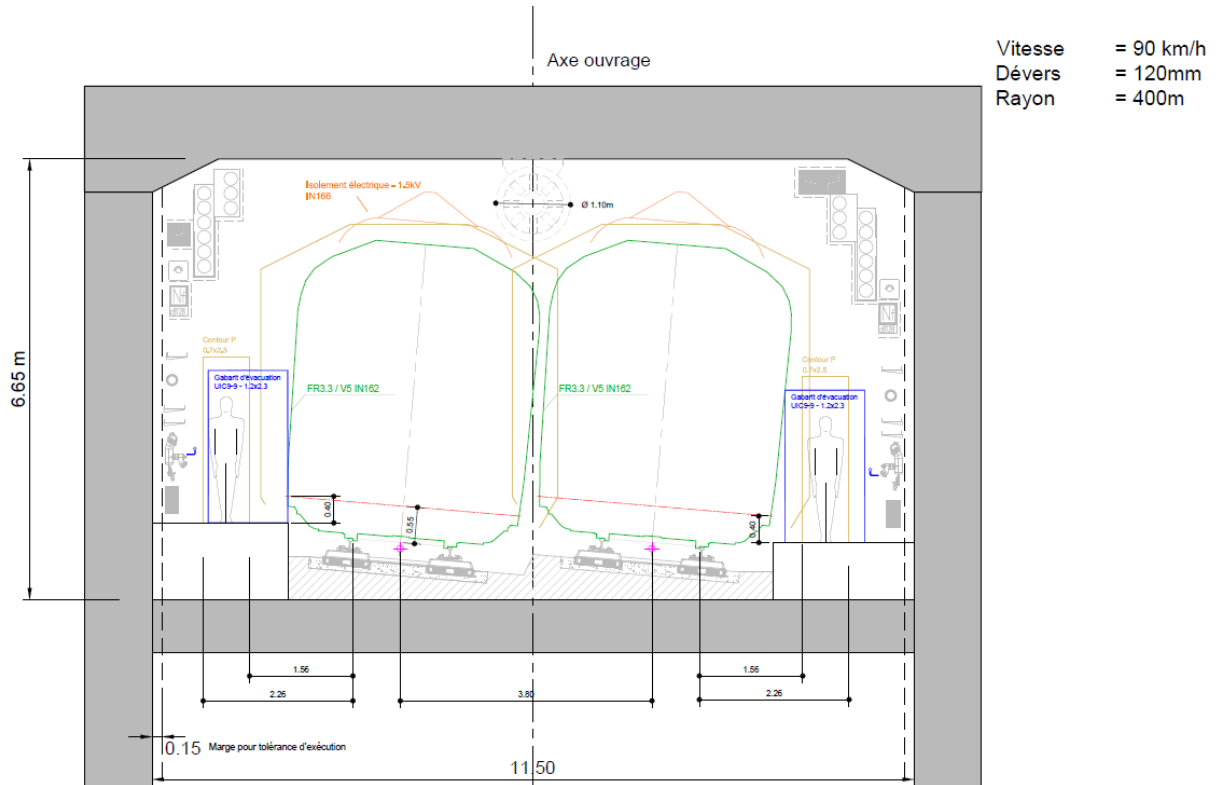 Axe ouvrage
Vitesse = 90 km/h
Dévers = 120mm
Rayon = 400m
Isolement électrique – 1.5kV
IN166
Ø 1.10m
6.65 m
Contour P
0.7x2.5
Gabarit d'évacuation
UIC9-9 - 1.2x2.3
FR3.3 / V5 IN162
FR3.3 / V5 IN162
Contour P
0.7x2.5
Gabarit d'évacuation
UIC9-9 - 1.2x2.3
0.40
0.55
0.40
1.56
1.56
2.26
3.80
2.26
0.15 Marge pour tolérance d'exécution
11.50